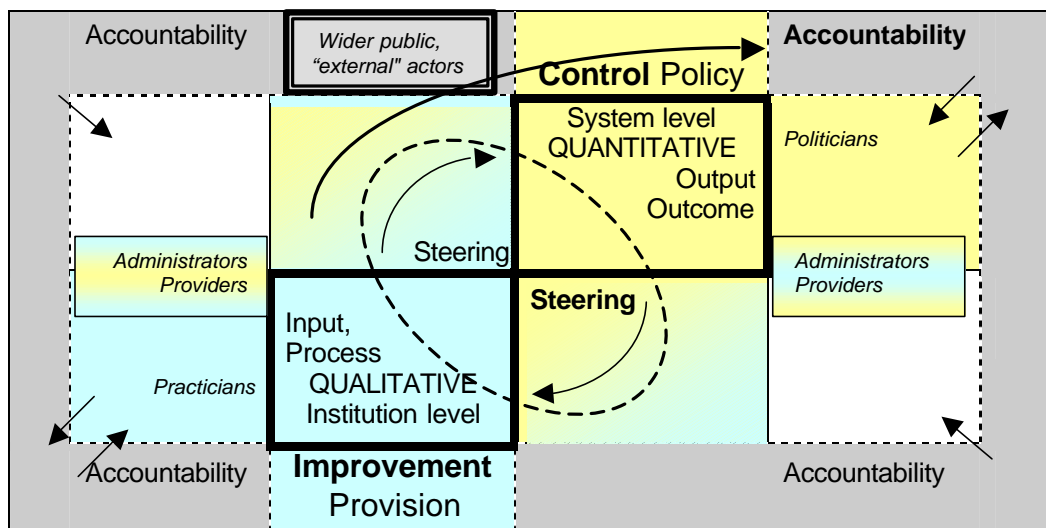 Accountability
Wider public,
“external" actors
Control Policy
Accountability
System level
QUANTITATIVE
Output
Outcome
Politicians
Steering
Administrators
Providers
Administrators
Providers
Steering
Input,
Process
QUALITATIVE
Institution level
Practicians
Accountability
Improvement
Provision
Accountability